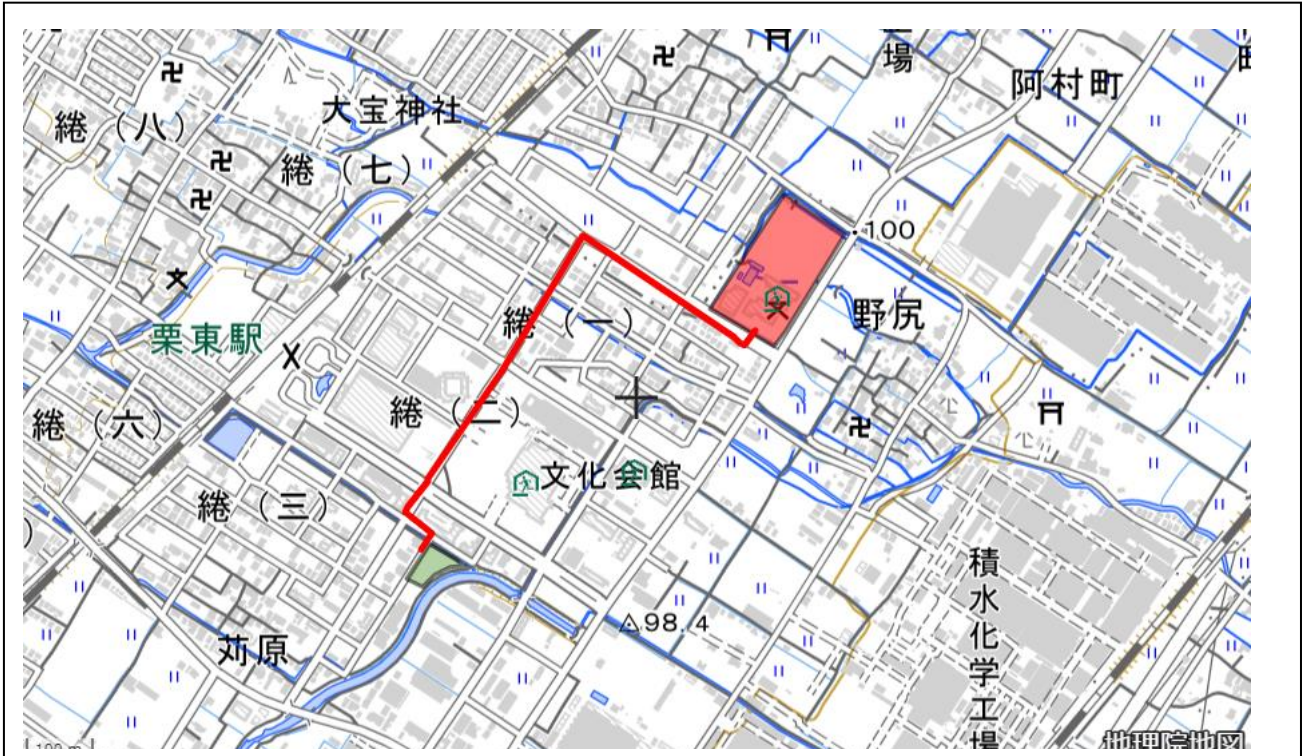 場
阿村町
大宝神社
綣(八)
綣(七)
100
栗東駅
綣(一)
野尻
綣(六)
綣(二)
文化会館
綣(三)
積水化学工場
98.4
苅原
100 m
地理院地図